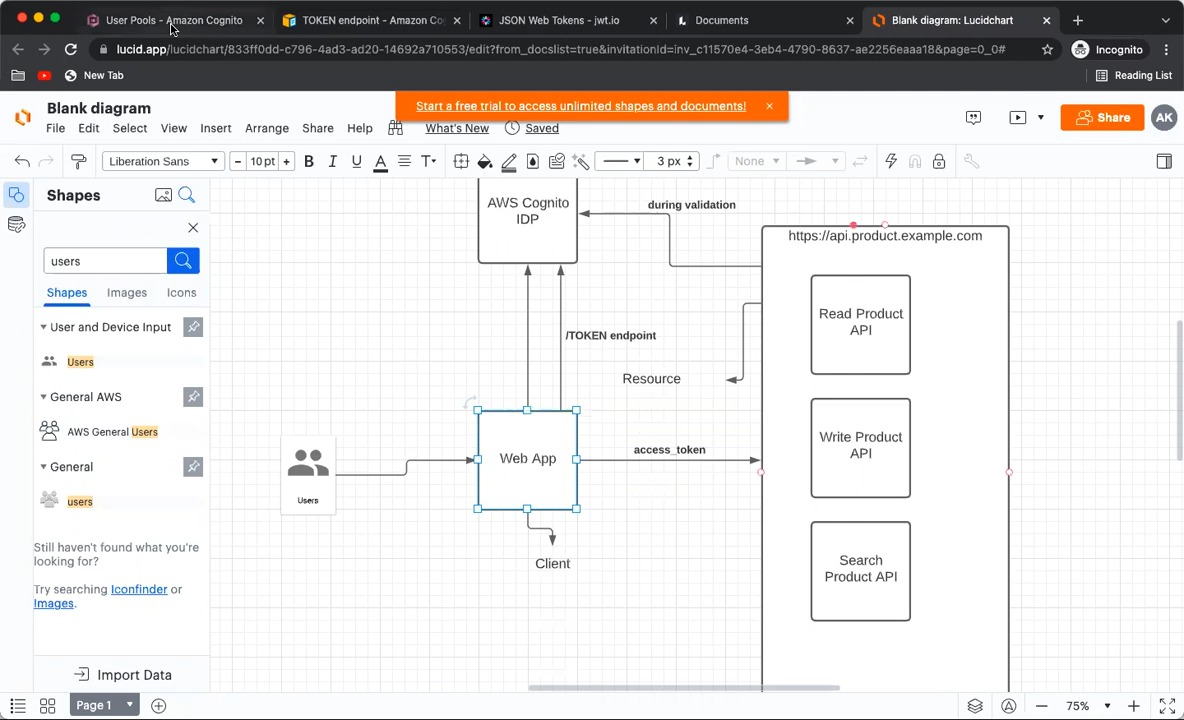 User Pools - Amazon Cognito
TOKEN endpoint - Amazon Co
JSON Web Tokens - jwt.io
Documents
Blank diagram: Lucidchart
lucid.app/lucidchart/833ff0dd-c796-4ad3-ad20-14692a710553/edit?from_docslist=true&invitationId=inv_c11570e4-3eb4-4790-8637-ae2256eaaa18&page=0_0#
Incognito
New Tab
Reading List
Blank diagram
Start a free trial to access unlimited shapes and documents!
File Edit Select View Insert Arrange Share Help What's New Saved
Share
AK
Liberation Sans
- 10 pt +
B I U A T
3 px
None
Shapes
users
Shapes Images Icons
User and Device Input
Users
General AWS
AWS General Users
General
users
Still haven't found what you're
looking for?
Try searching Iconfinder or
Images.
Import Data
AWS Cognito
IDP
during validation
https://api.product.example.com
Read Product
API
/TOKEN endpoint
Resource
Write Product
API
access_token
Web App
Users
Client
Search
Product API
Page 1
75%